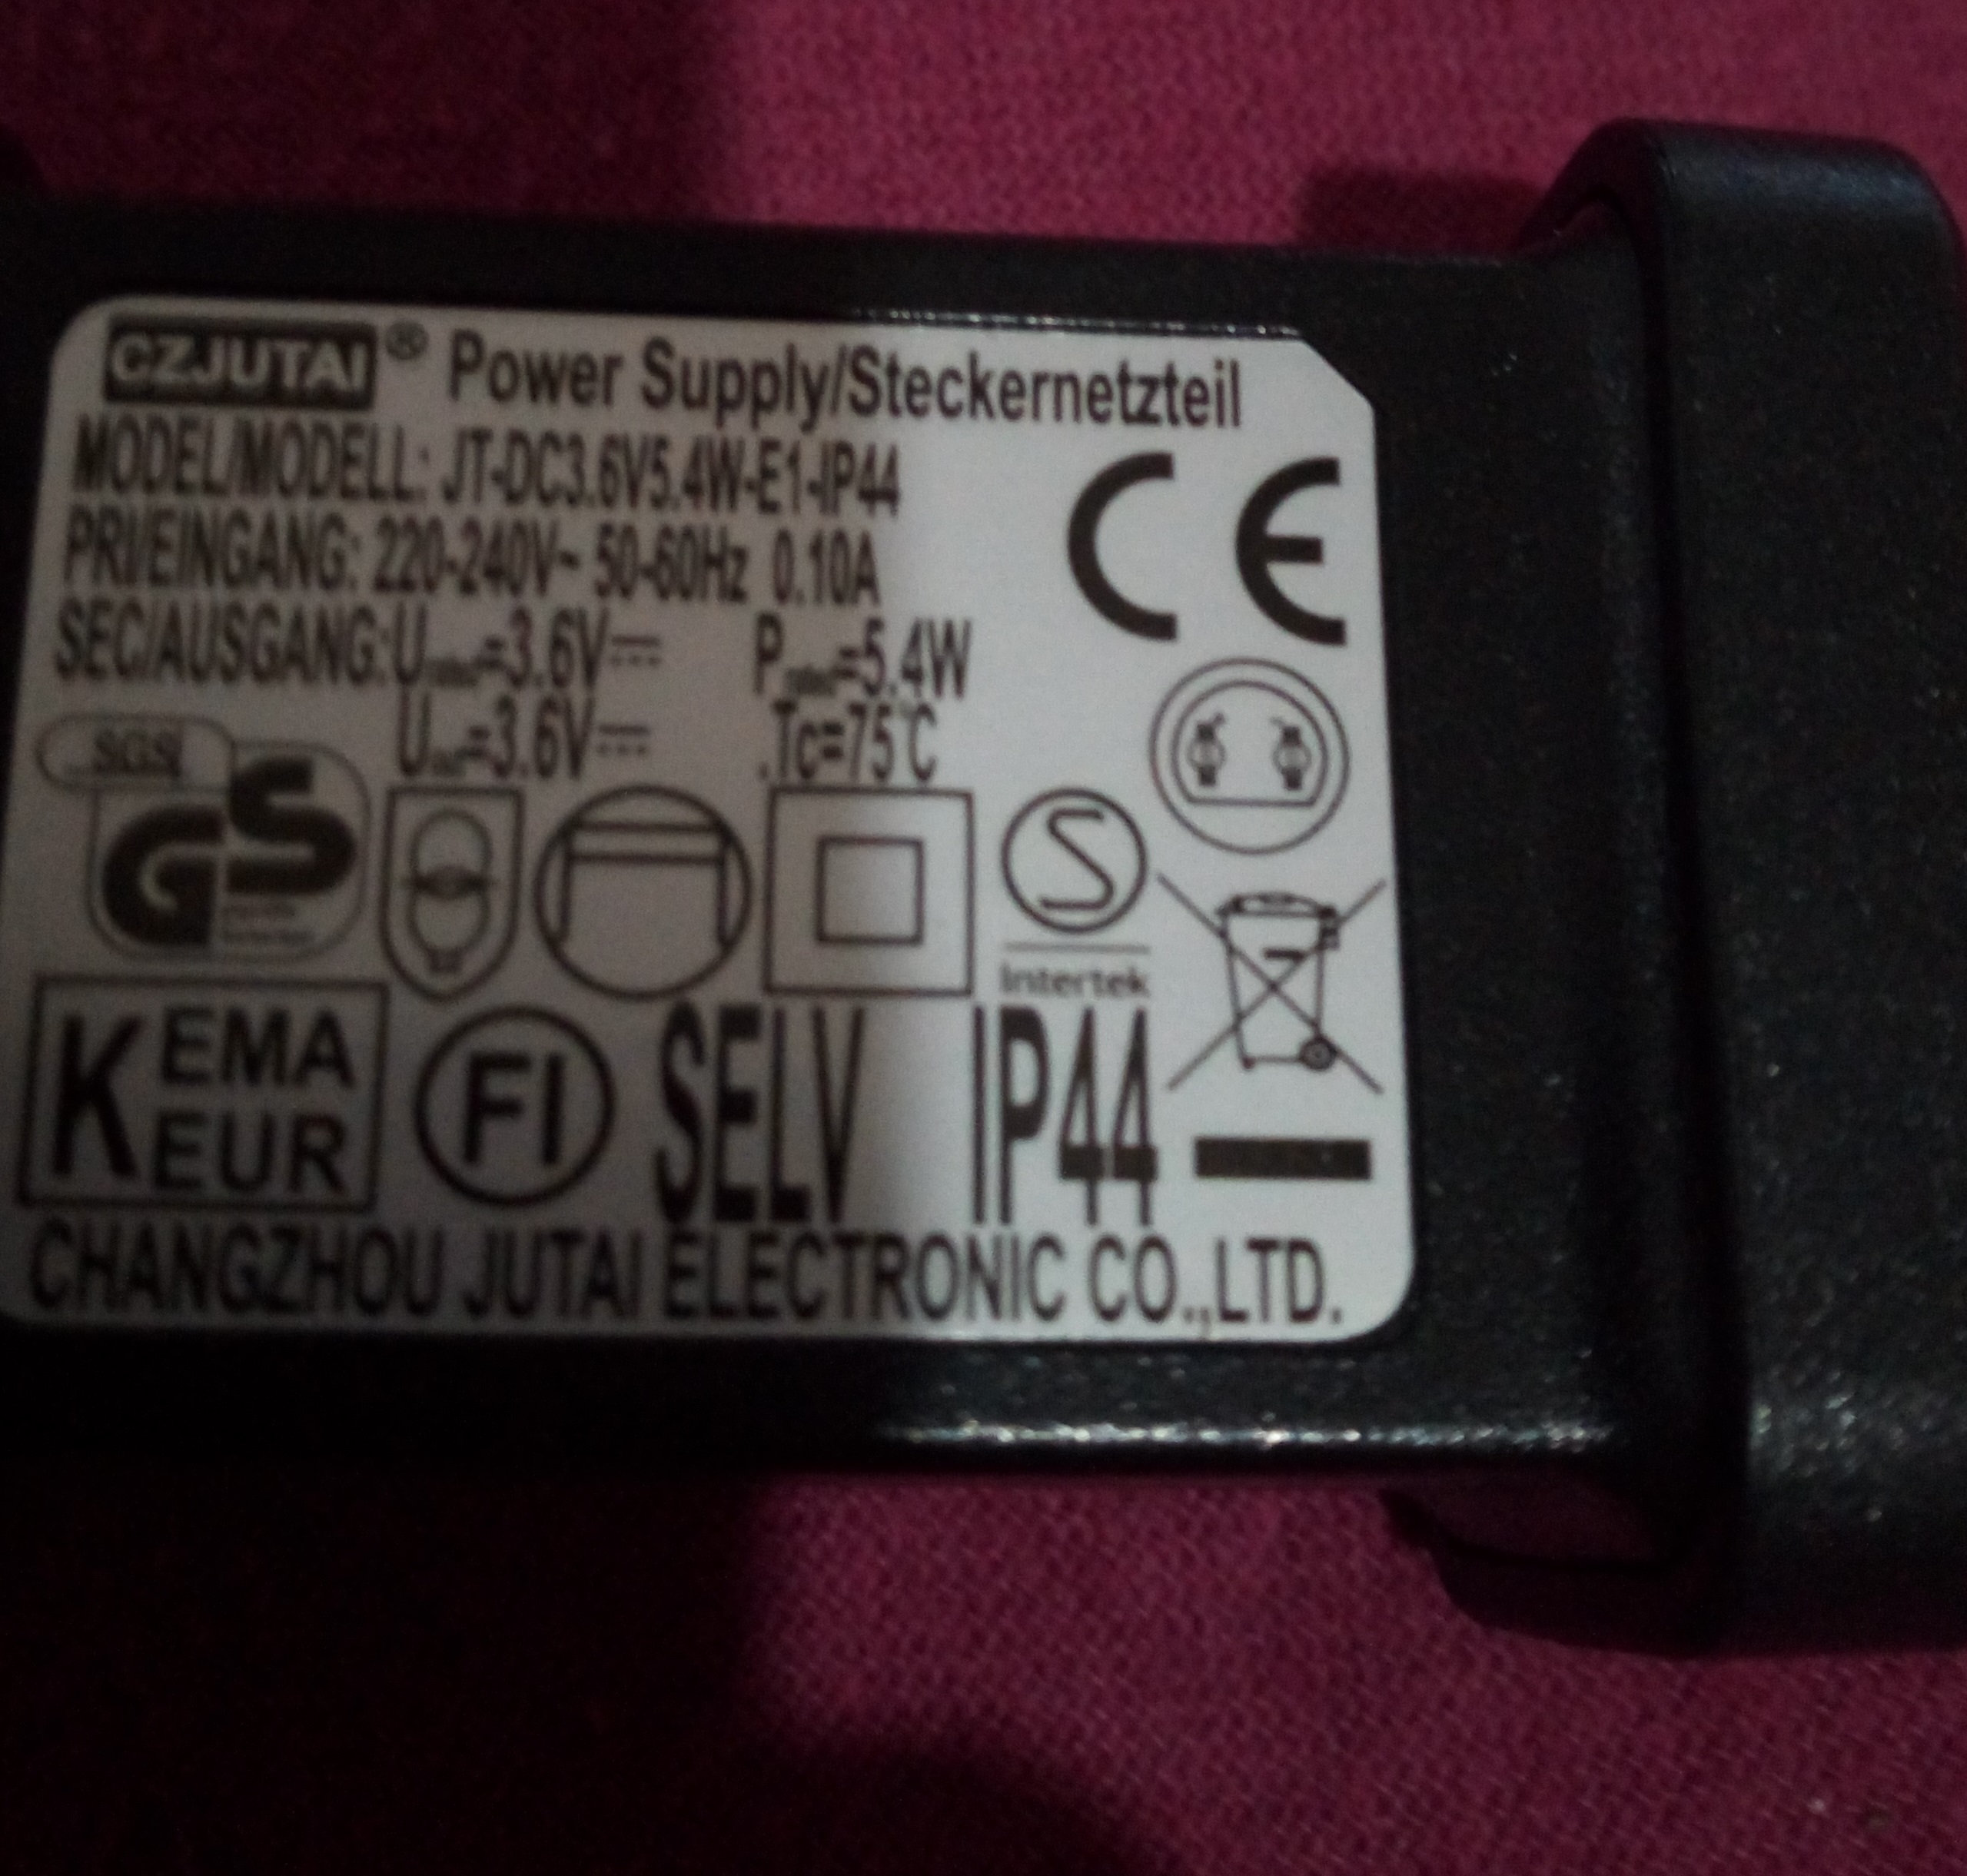 CZJUTAI® Power Supply/Steckernetzteil
MODEL/MODELL: JT-DC3.6V5.4W-E1-IP44
PRI/EINGANG: 220-240V~ 50-60Hz 0.10A
SEC/AUSGANG:U =3.6V P =5.4W
U =3.6V .Tc=75℃
CE
SGS
GS
S
Intertek
KEMA
EUR
FI
SELV IP44
CHANGZHOU JUTAI ELECTRONIC CO.,LTD.